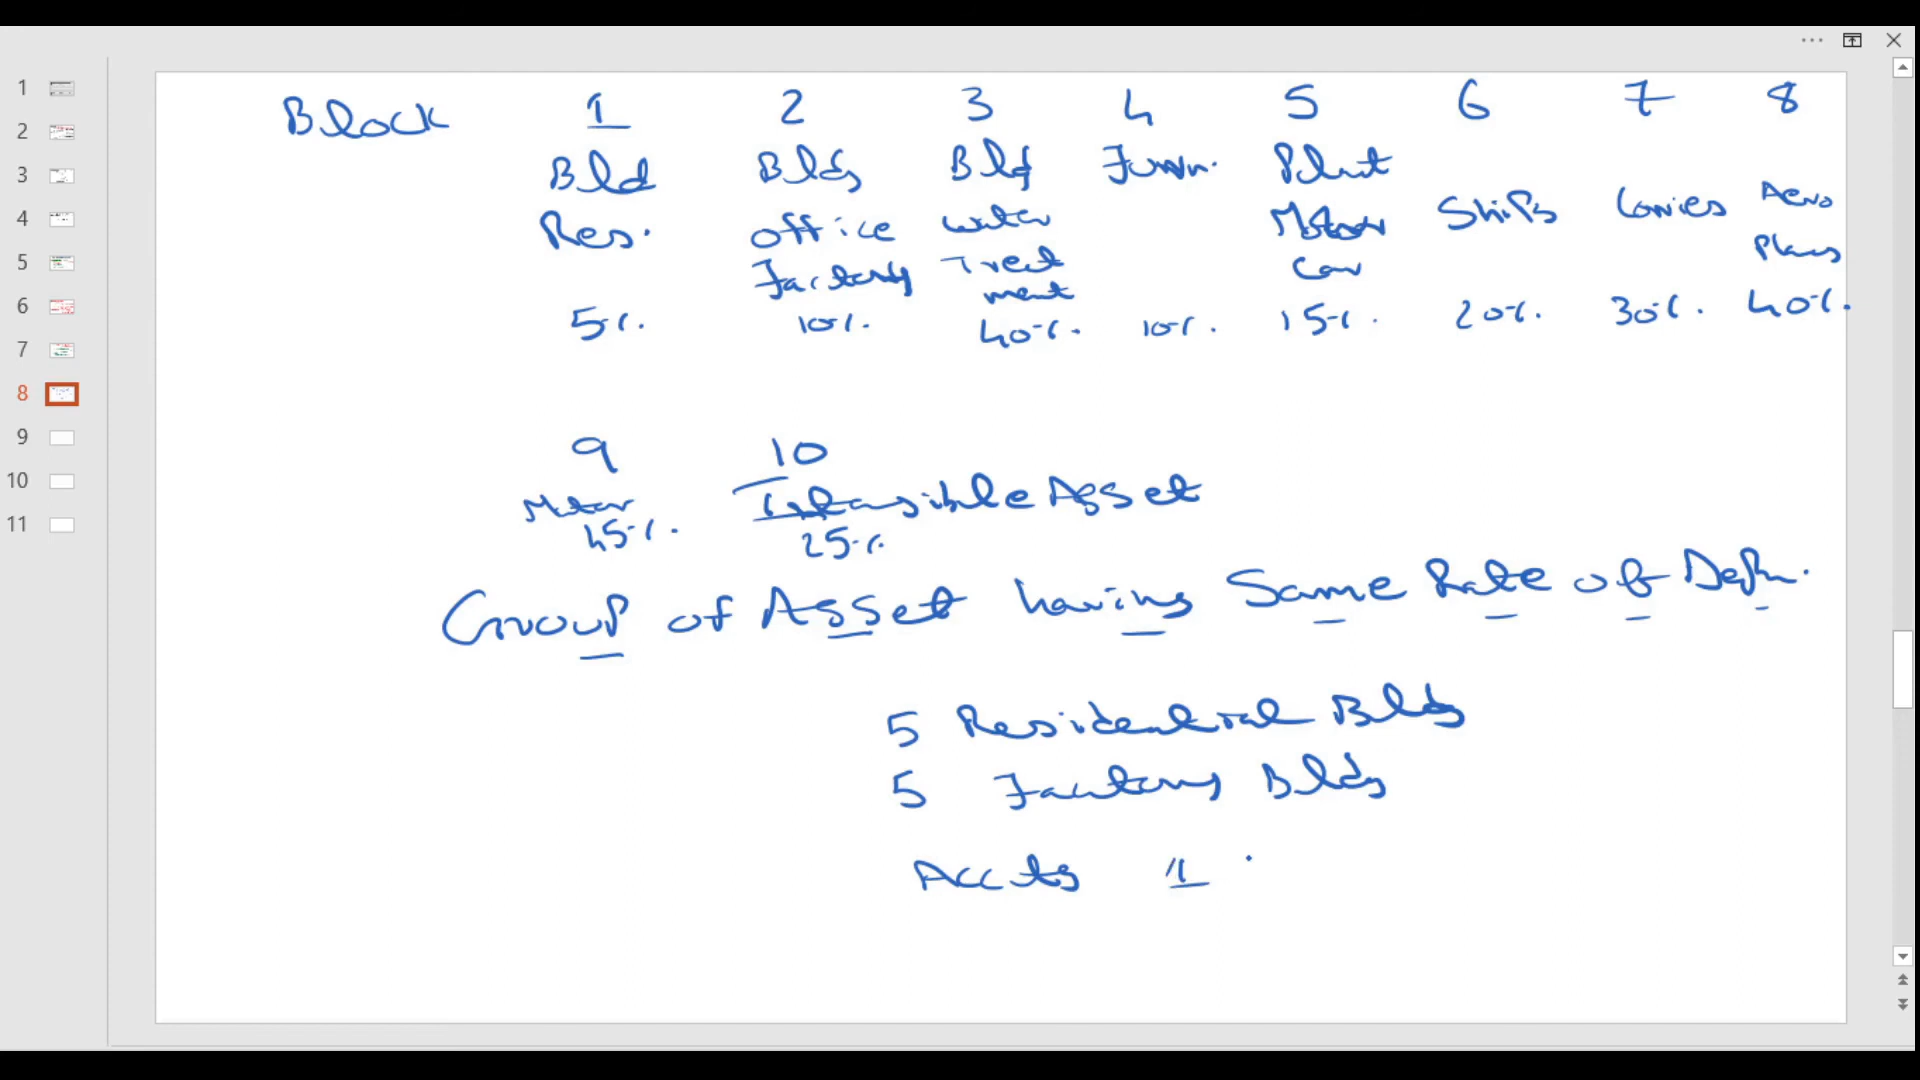 1
2
3
4
5
6
7
8
9
10
11
Block 1 2 3 4 5 6 7 8
Bld Bldg Bldg Furn. Plant
Res. office water Motor Ships Lorries Aero
Factory Treat Car Planes
ment
5%. 10%. 40%. 10%. 15%. 20%. 30%. 40%.
9 10
Motor Intangible Asset
45%. 25%.
Group of Asset having Same Rate of Depn.
5 Residential Bldg
5 Factory Bldg
Accts 1